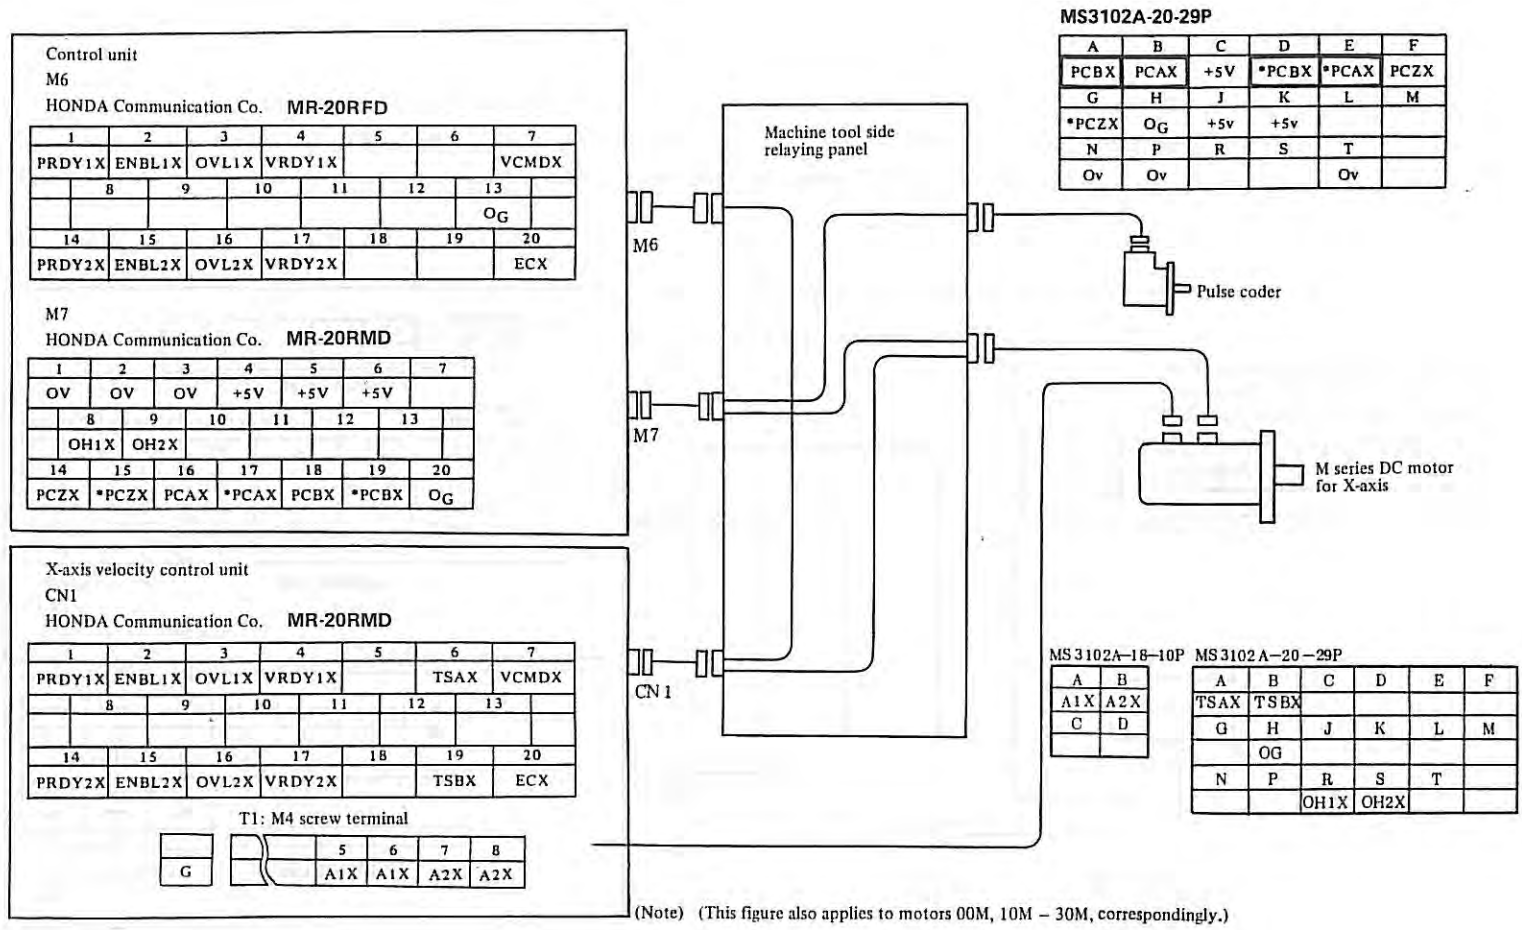 Control unit
M6
HONDA Communication Co. MR-20RFD
1 2 3 4 5 6 7
PRDY1X ENBL1X OVL1X VRDY1X VCMDX
8 9 10 11 12 13
OG
14 15 16 17 18 19 20
PRDY2X ENBL2X OVL2X VRDY2X ECX
M7
HONDA Communication Co. MR-20RMD
1 2 3 4 5 6 7
OV OV OV +5V +5V +5V
8 9 10 11 12 13
OH1X OH2X
14 15 16 17 18 19 20
PCZX *PCZX PCAX *PCAX PCBX *PCBX OG
X-axis velocity control unit
CN1
HONDA Communication Co. MR-20RMD
1 2 3 4 5 6 7
PRDY1X ENBL1X OVL1X VRDY1X TSAX VCMDX
8 9 10 11 12 13
14 15 16 17 18 19 20
PRDY2X ENBL2X OVL2X VRDY2X TSBX ECX
T1: M4 screw terminal
5 6 7 8
G A1X A1X A2X A2X
M6
M7
CN1
Machine tool side
relaying panel
MS3102A-20-29P
A B C D E F
PCBX PCAX +5V *PCBX *PCAX PCZX
G H J K L M
*PCZX OG +5v +5v
N P R S T
Ov Ov Ov
Pulse coder
M series DC motor
for X-axis
MS3102A-18-10P
A B
A1X A2X
C D
MS3102A-20-29P
A B C D E F
TSAX TSBX
G H J K L M
OG
N P R S T
OH1X OH2X
(Note) (This figure also applies to motors 00M, 10M – 30M, correspondingly.)